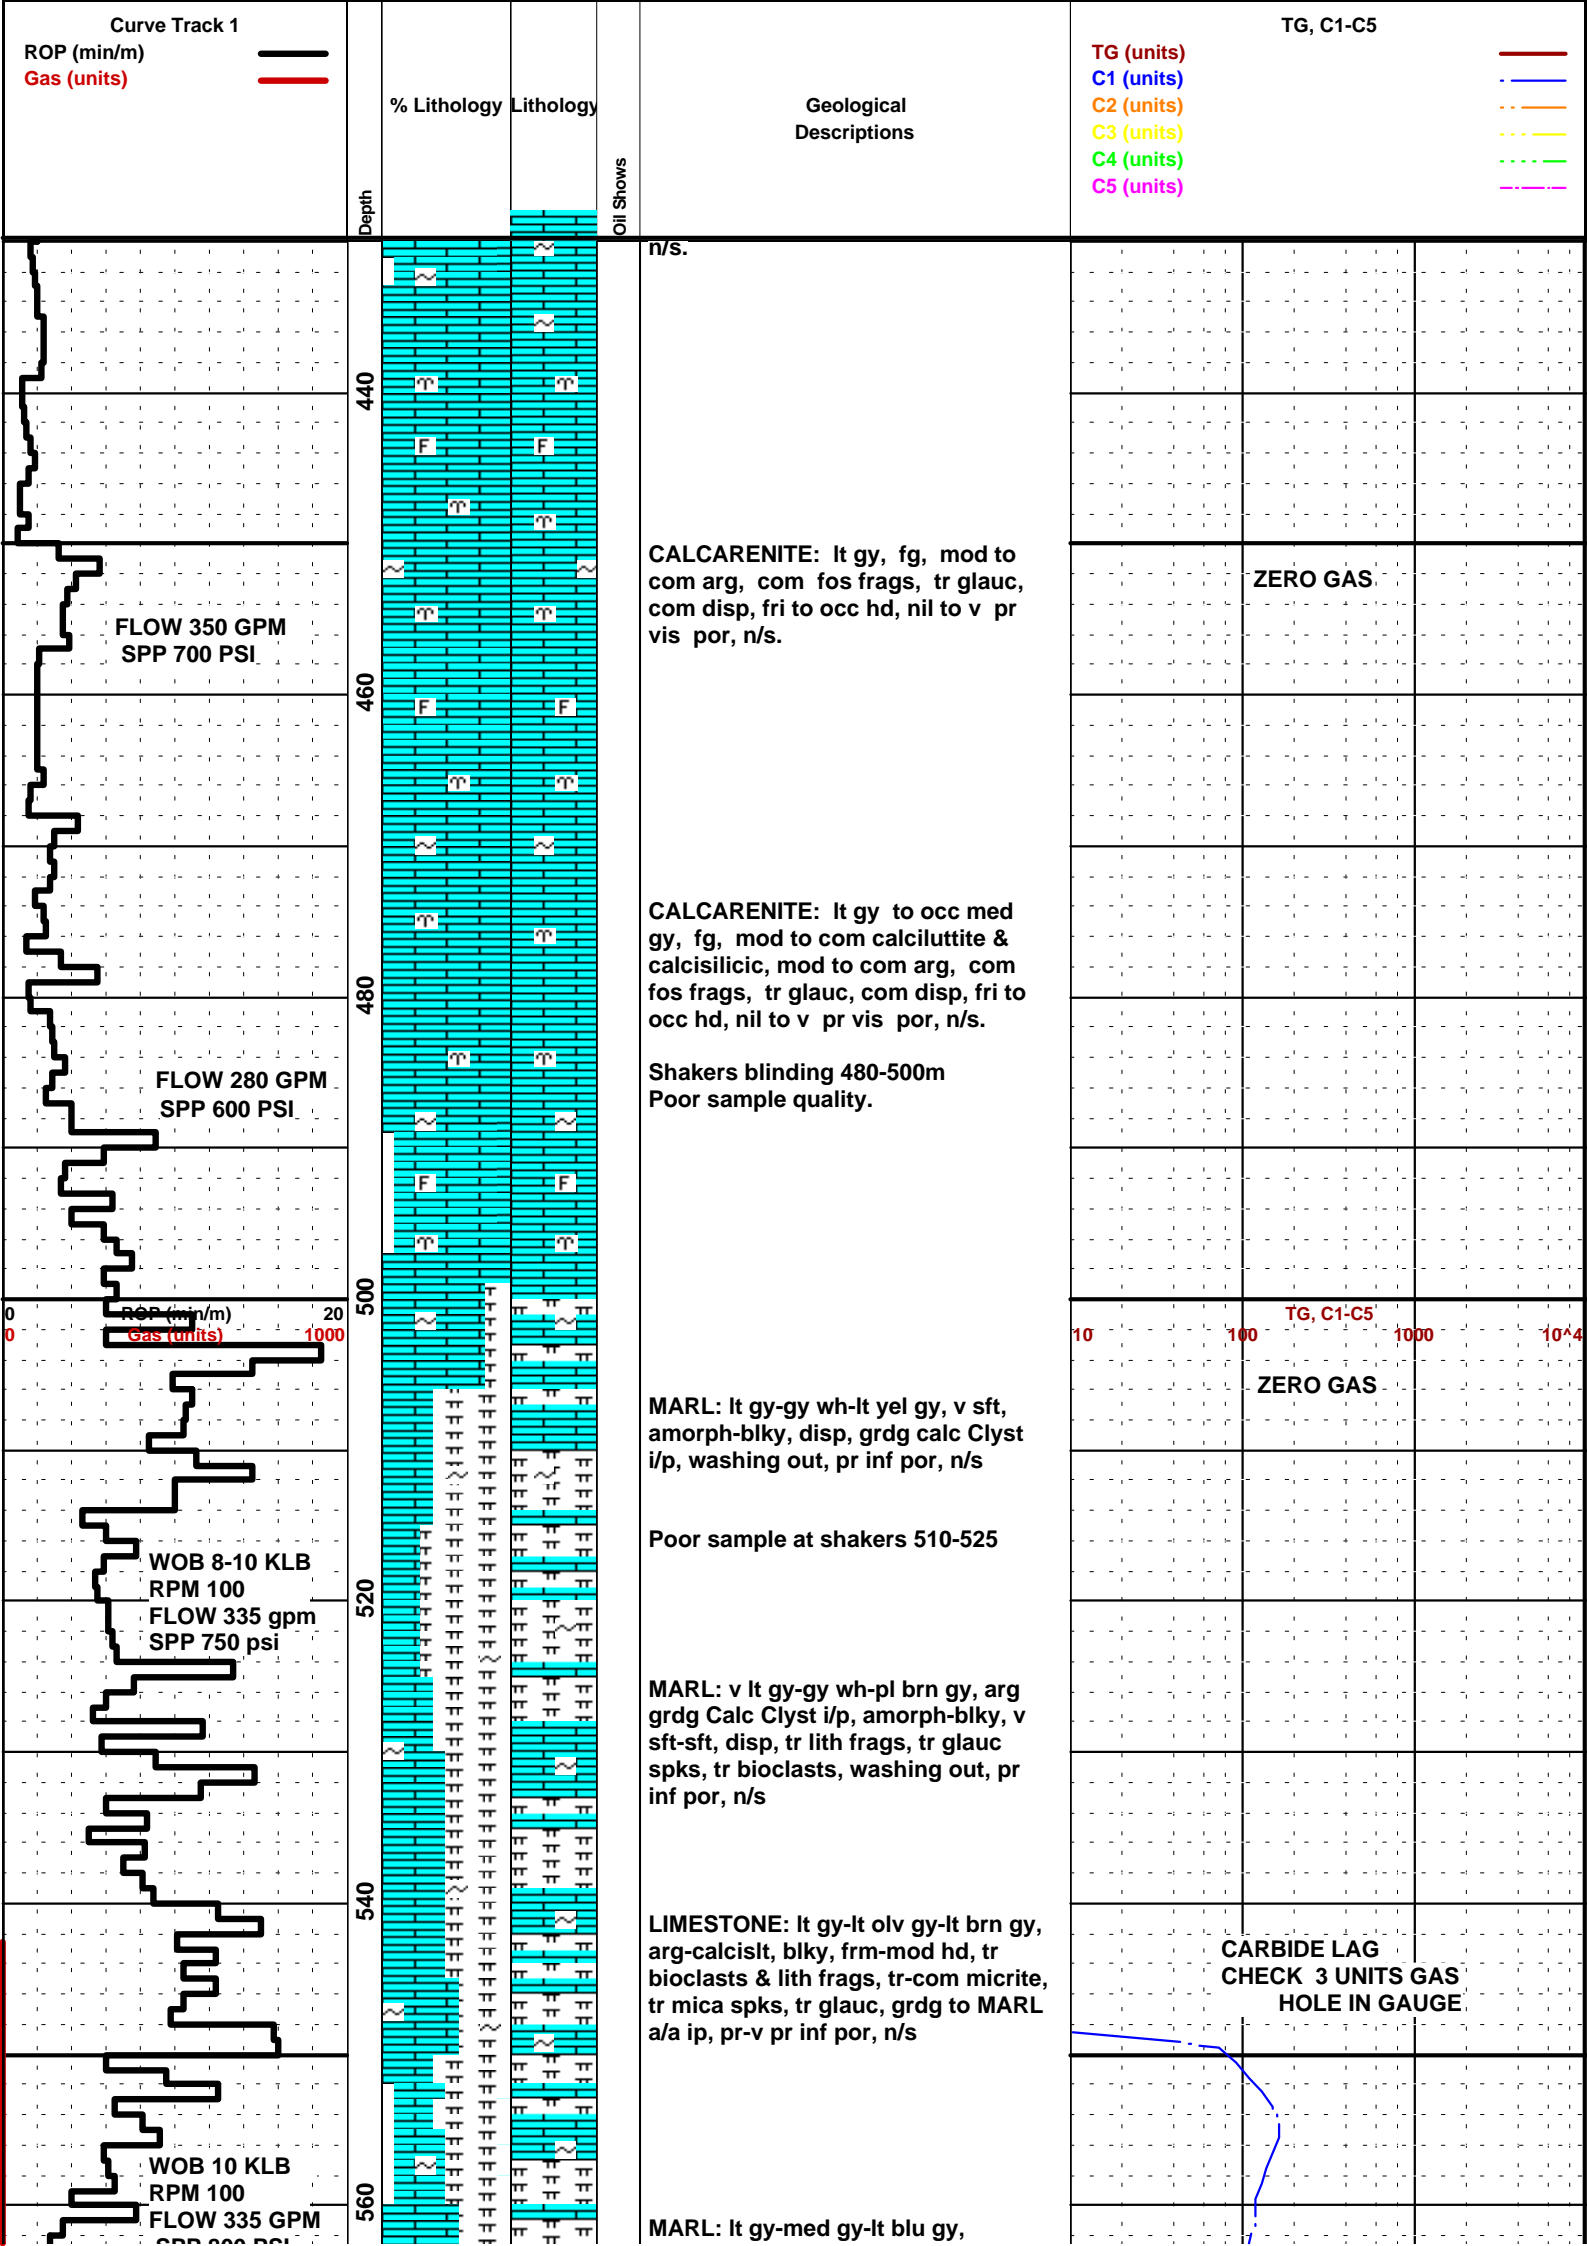 Curve Track 1
ROP (min/m)
Gas (units)
Depth
% Lithology
Lithology
Oil Shows
Geological
Descriptions
TG, C1-C5
TG (units)
C1 (units)
C2 (units)
C3 (units)
C4 (units)
C5 (units)
n/s.
440
F F
CALCARENITE: lt gy, fg, mod to
com arg, com fos frags, tr glauc,
com disp, fri to occ hd, nil to v pr
vis por, n/s.
ZERO GAS
FLOW 350 GPM
SPP 700 PSI
460
F F
CALCARENITE: lt gy to occ med
gy, fg, mod to com calciluttite &
calcisilicic, mod to com arg, com
fos frags, tr glauc, com disp, fri to
occ hd, nil to v pr vis por, n/s.
480
Shakers blinding 480-500m
Poor sample quality.
FLOW 280 GPM
SPP 600 PSI
F F
500
0 ROP (min/m) 20
0 Gas (units) 1000
TG, C1-C5
10 100 1000 10^4
ZERO GAS
MARL: lt gy-gy wh-lt yel gy, v sft,
amorph-blky, disp, grdg calc Clyst
i/p, washing out, pr inf por, n/s
Poor sample at shakers 510-525
WOB 8-10 KLB
RPM 100
FLOW 335 gpm
SPP 750 psi
520
MARL: v lt gy-gy wh-pl brn gy, arg
grdg Calc Clyst i/p, amorph-blky, v
sft-sft, disp, tr lith frags, tr glauc
spks, tr bioclasts, washing out, pr
inf por, n/s
540
LIMESTONE: lt gy-lt olv gy-lt brn gy,
arg-calcislt, blky, frm-mod hd, tr
bioclasts & lith frags, tr-com micrite,
tr mica spks, tr glauc, grdg to MARL
a/a ip, pr-v pr inf por, n/s
CARBIDE LAG
CHECK 3 UNITS GAS
HOLE IN GAUGE
WOB 10 KLB
RPM 100
FLOW 335 GPM
SPP 800 PSI
560
MARL: lt gy-med gy-lt blu gy,